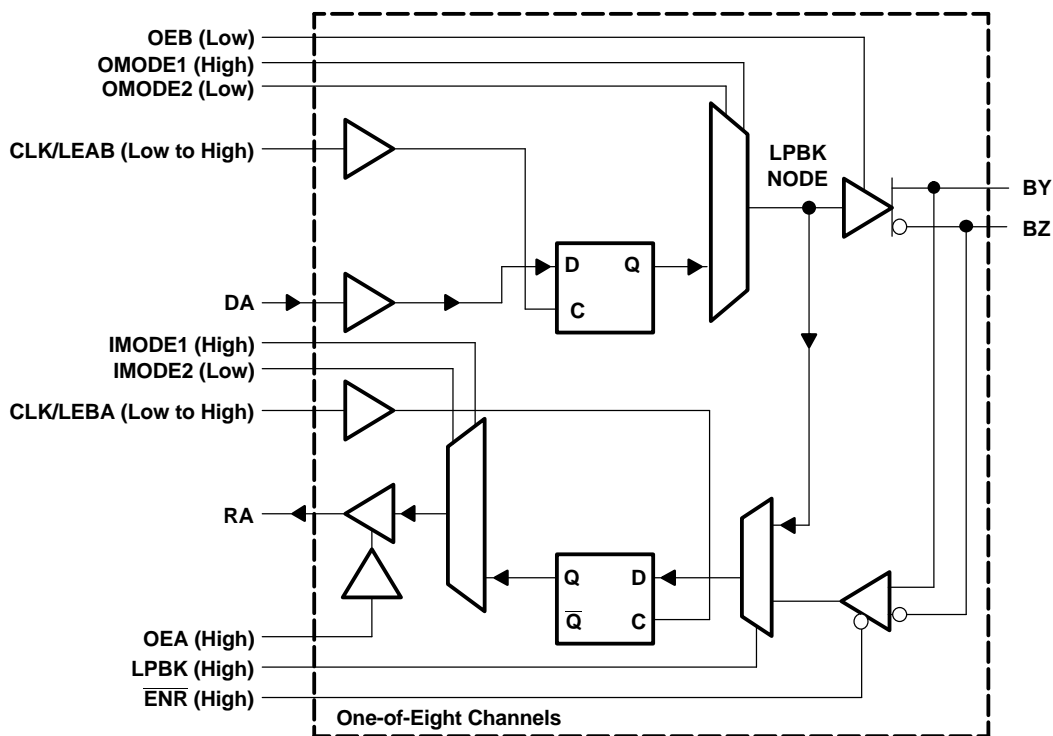 OEB (Low)
OMODE1 (High)
OMODE2 (Low)
CLK/LEAB (Low to High)
LPBK
NODE
BY
BZ
D
Q
C
DA
IMODE1 (High)
IMODE2 (Low)
CLK/LEBA (Low to High)
RA
Q
D
Q̅
C
OEA (High)
LPBK (High)
E̅N̅R̅ (High)
One-of-Eight Channels